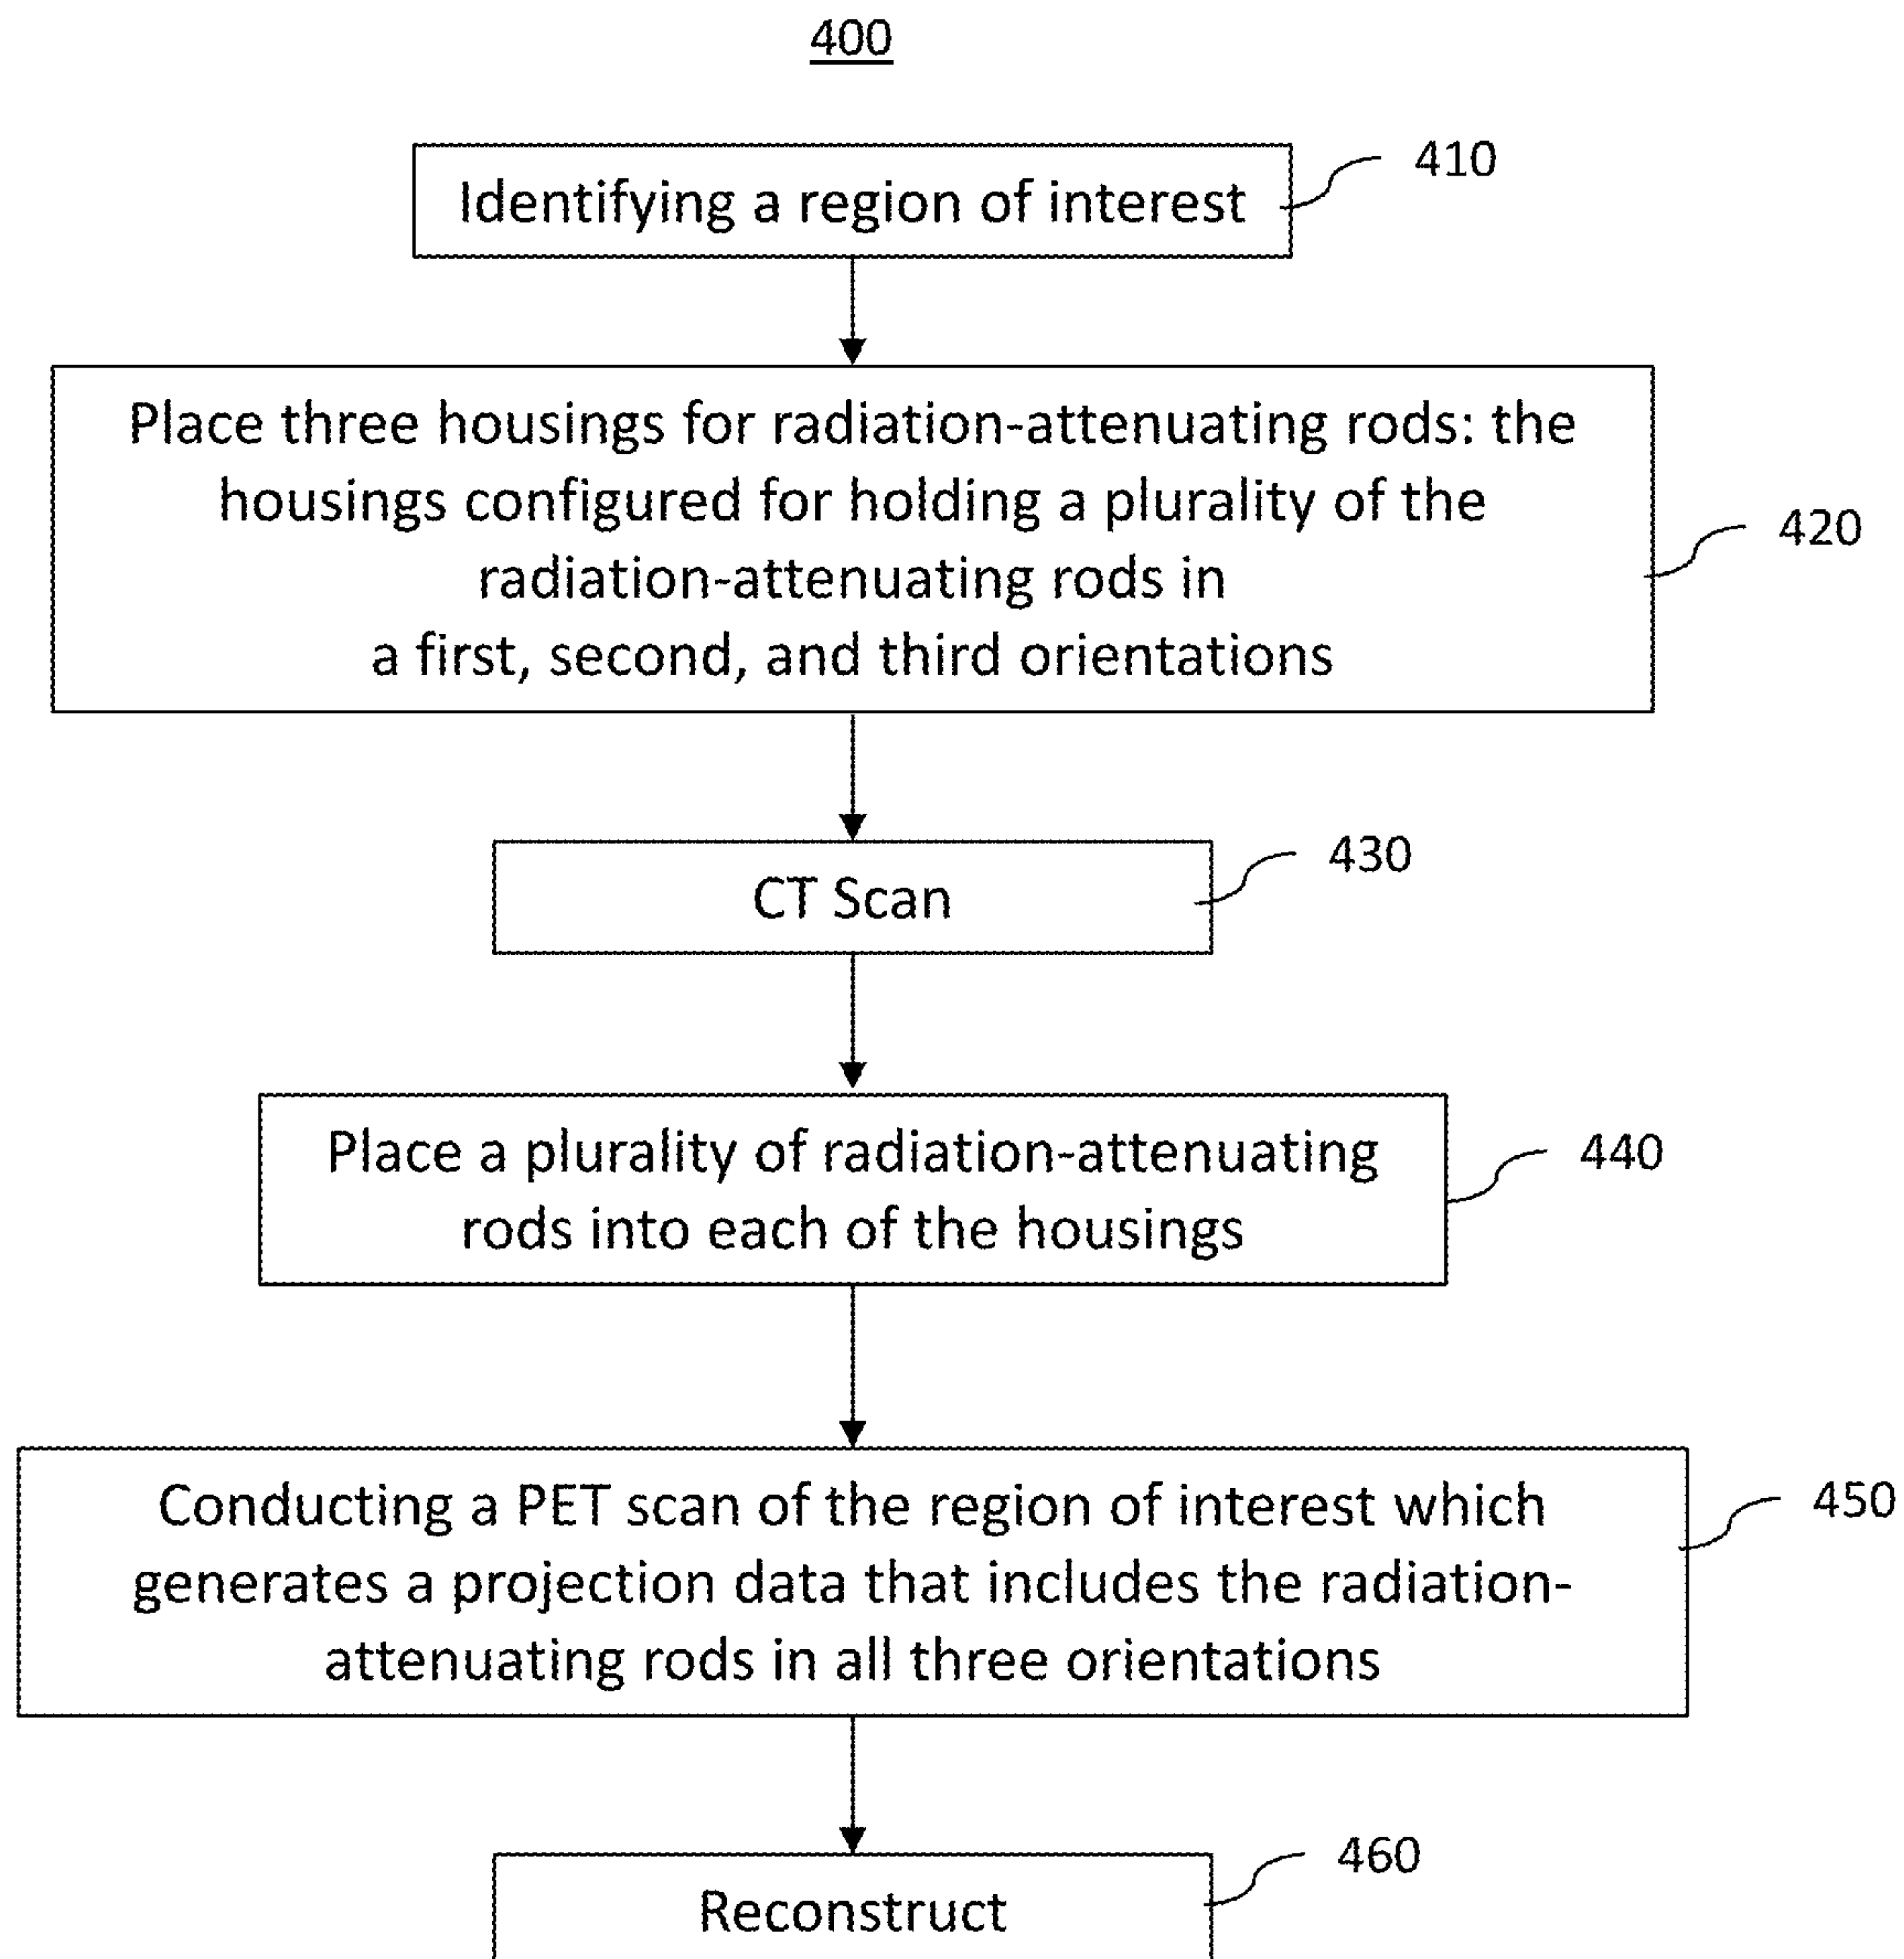 400
Identifying a region of interest
410
Place three housings for radiation-attenuating rods: the
housings configured for holding a plurality of the
radiation-attenuating rods in
a first, second, and third orientations
420
CT Scan
430
Place a plurality of radiation-attenuating
rods into each of the housings
440
Conducting a PET scan of the region of interest which
generates a projection data that includes the radiation-
attenuating rods in all three orientations
450
Reconstruct
460